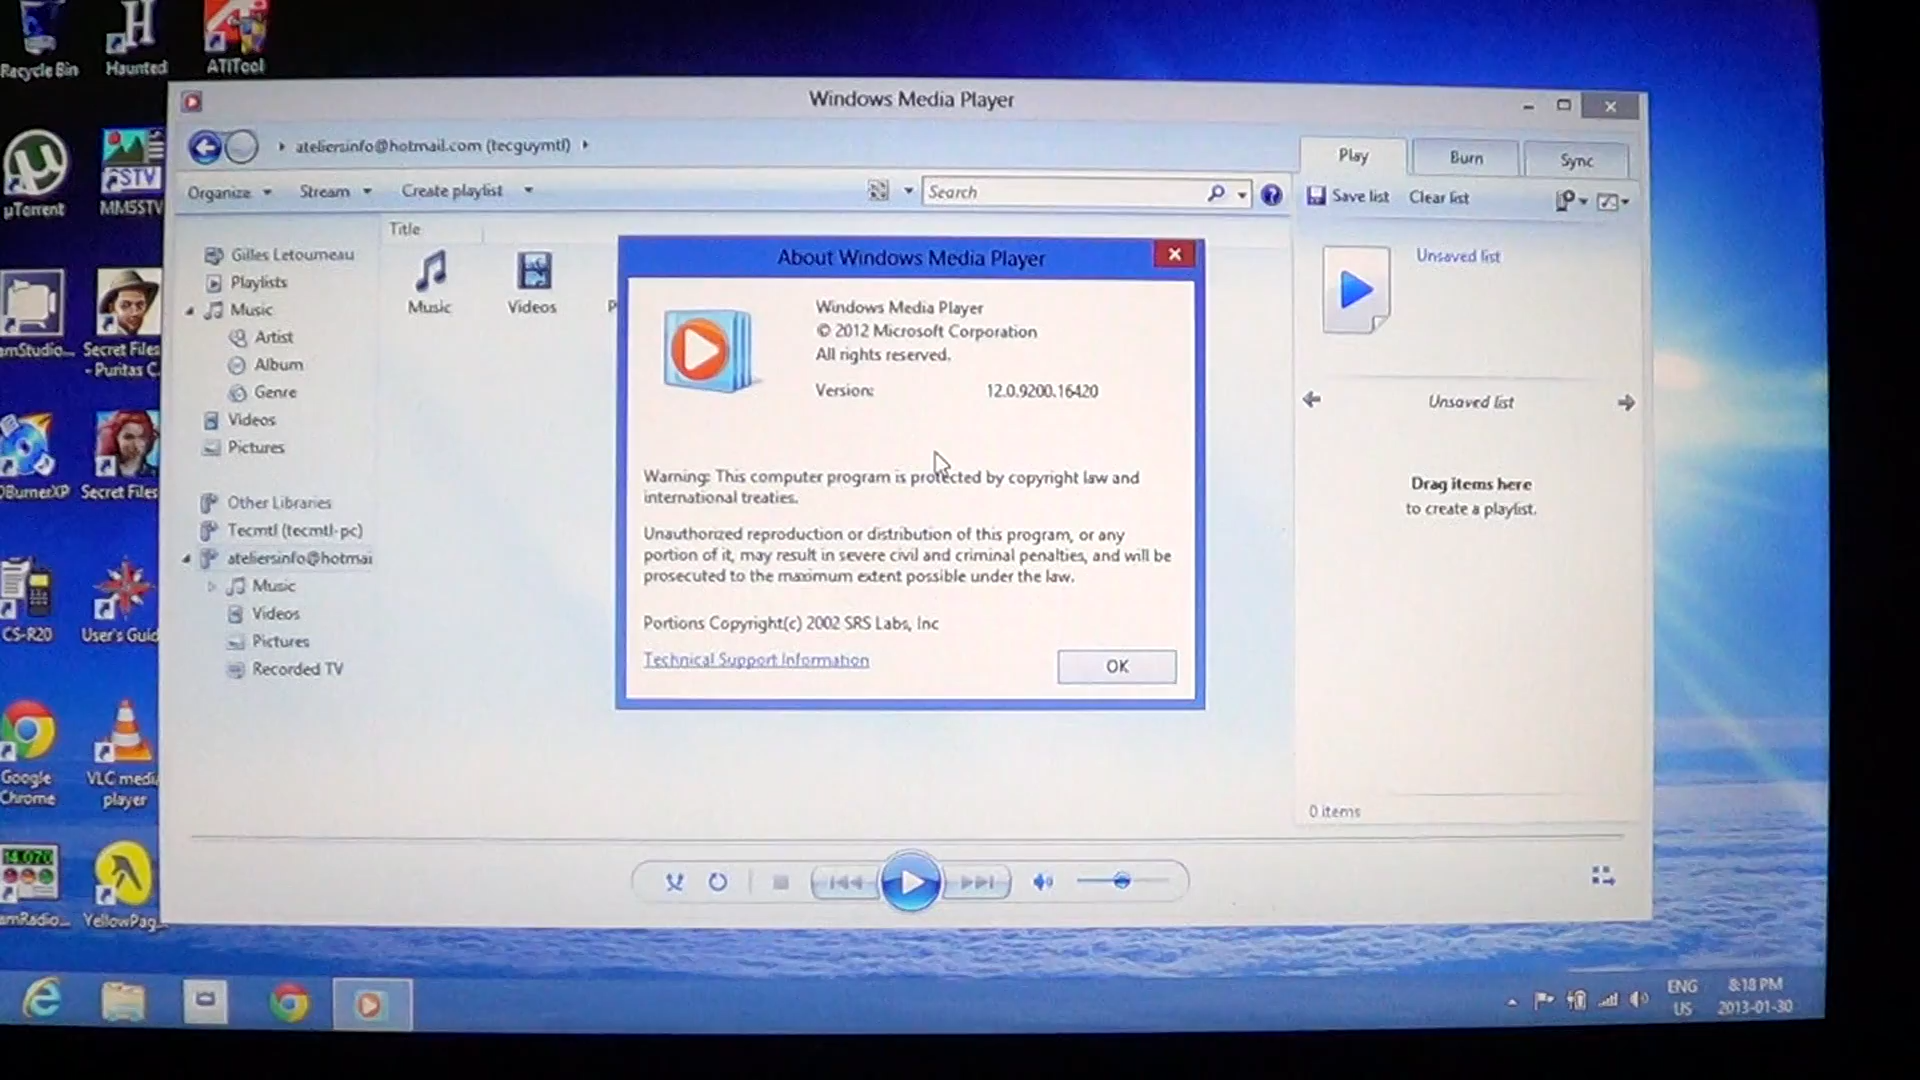 Recycle Bin
Haunted
ATITool
µTorrent
MMSSTV
Secret Files
- Puritas C...
Secret Files
CS-R20
User's Guid
Google
Chrome
VLC media
player
14.070
YellowPag...
Windows Media Player
ateliersinfo@hotmail.com (tecguymtl)
Organize
Stream
Create playlist
Search
Play
Burn
Sync
Save list
Clear list
Title
Gilles Letourneau
Playlists
Music
Artist
Album
Genre
Videos
Pictures
Other Libraries
Tecmtl (tecmtl-pc)
ateliersinfo@hotmai
Music
Videos
Pictures
Recorded TV
Music
Videos
P
About Windows Media Player
Windows Media Player
© 2012 Microsoft Corporation
All rights reserved.
Version: 12.0.9200.16420
Warning: This computer program is protected by copyright law and
international treaties.
Unauthorized reproduction or distribution of this program, or any
portion of it, may result in severe civil and criminal penalties, and will be
prosecuted to the maximum extent possible under the law.
Portions Copyright(c) 2002 SRS Labs, Inc
Technical Support Information
OK
Unsaved list
Unsaved list
Drag items here
to create a playlist.
0 items
ENG
US
8:18 PM
2013-01-30